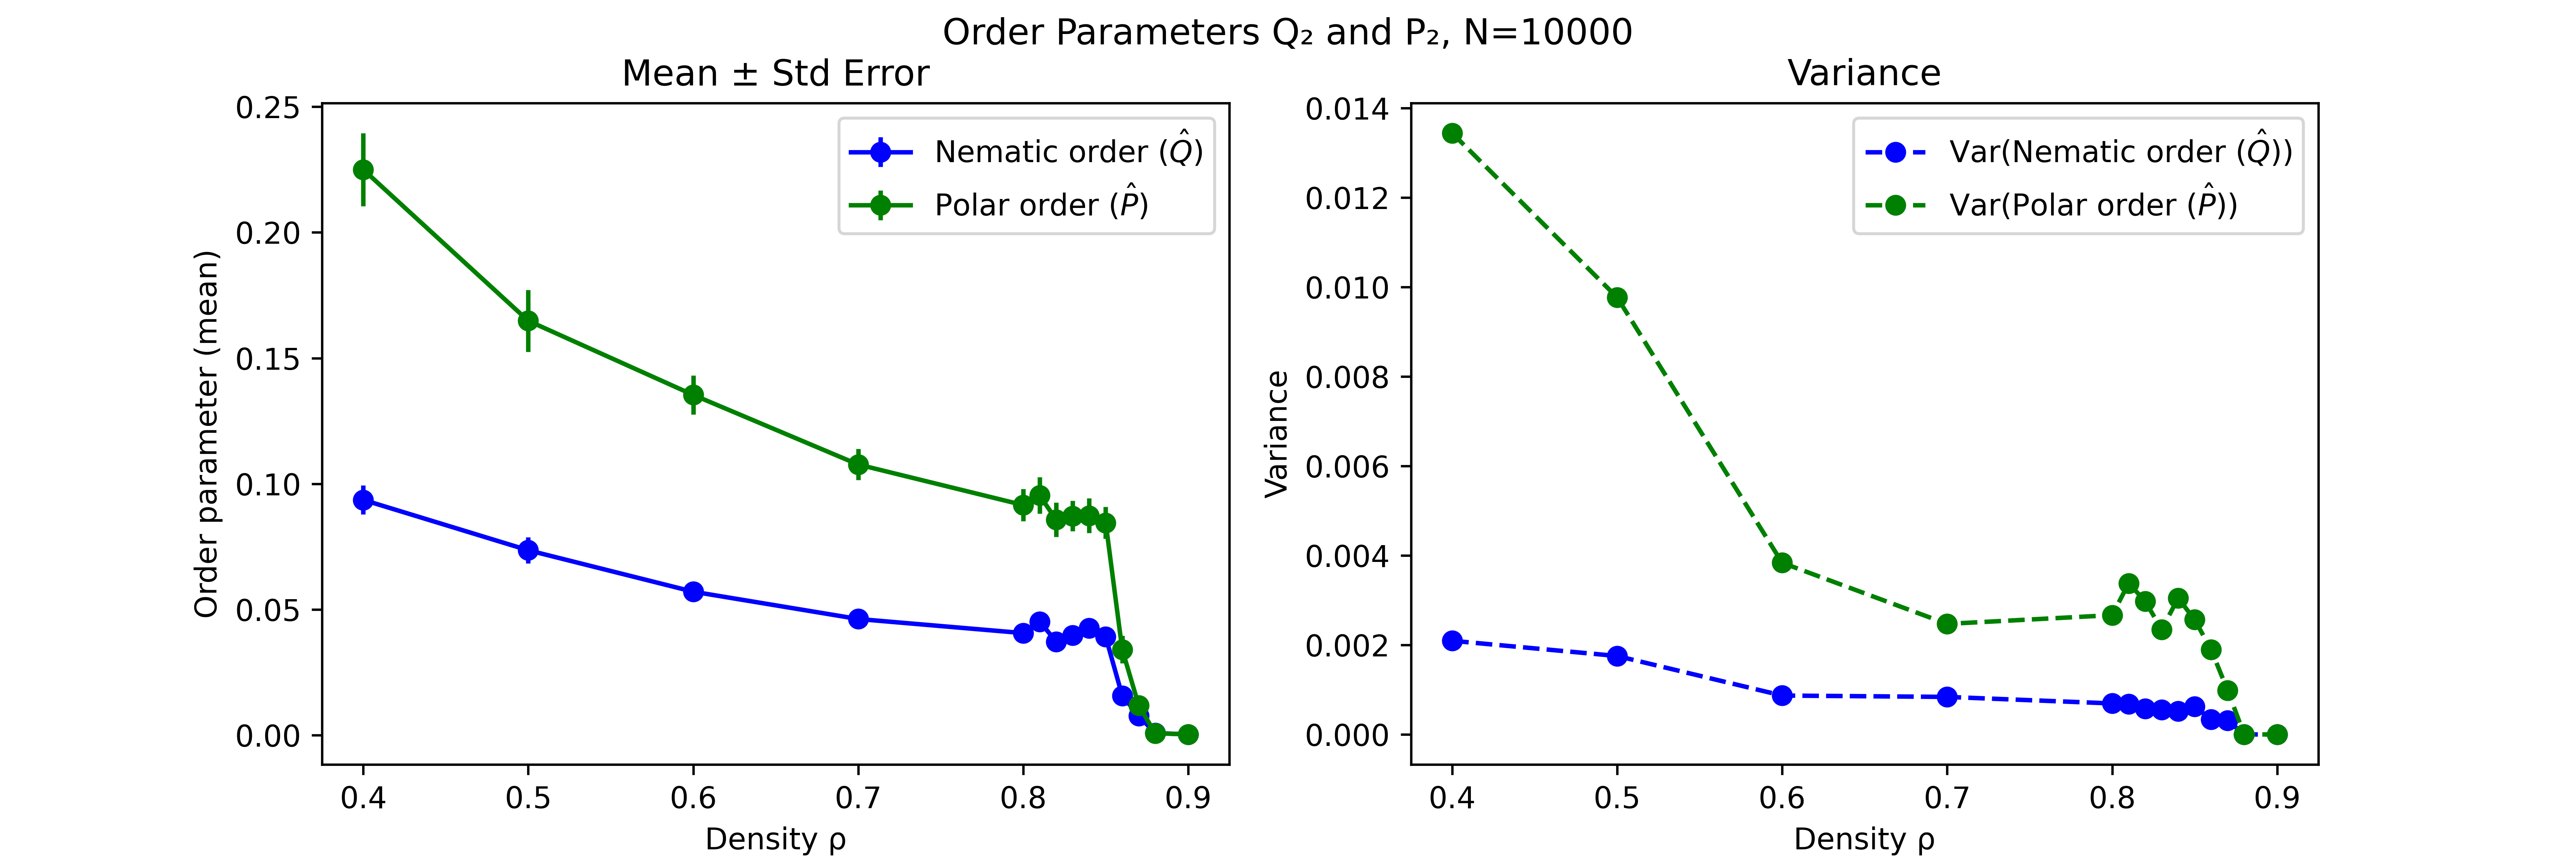 Order Parameters Q₂ and P₂, N=10000
Mean ± Std Error
Order parameter (mean)
0.25
0.20
0.15
0.10
0.05
0.00
Nematic order (Q̂)
Polar order (P̂)
0.4 0.5 0.6 0.7 0.8 0.9
Density ρ
Variance
Variance
0.014
0.012
0.010
0.008
0.006
0.004
0.002
0.000
Var(Nematic order (Q̂))
Var(Polar order (P̂))
0.4 0.5 0.6 0.7 0.8 0.9
Density ρ